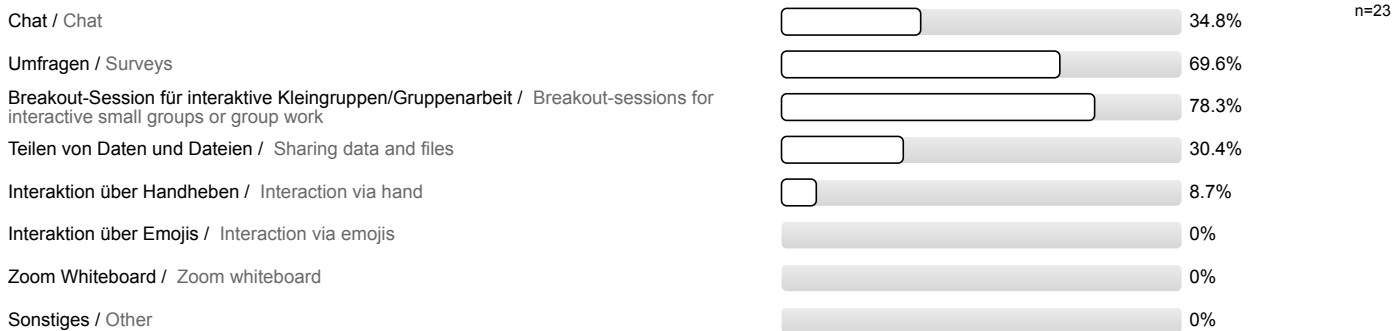 Chat / Chat 34.8% n=23
Umfragen / Surveys 69.6%
Breakout-Session für interaktive Kleingruppen/Gruppenarbeit / Breakout-sessions for
interactive small groups or group work 78.3%
Teilen von Daten und Dateien / Sharing data and files 30.4%
Interaktion über Handheben / Interaction via hand 8.7%
Interaktion über Emojis / Interaction via emojis 0%
Zoom Whiteboard / Zoom whiteboard 0%
Sonstiges / Other 0%